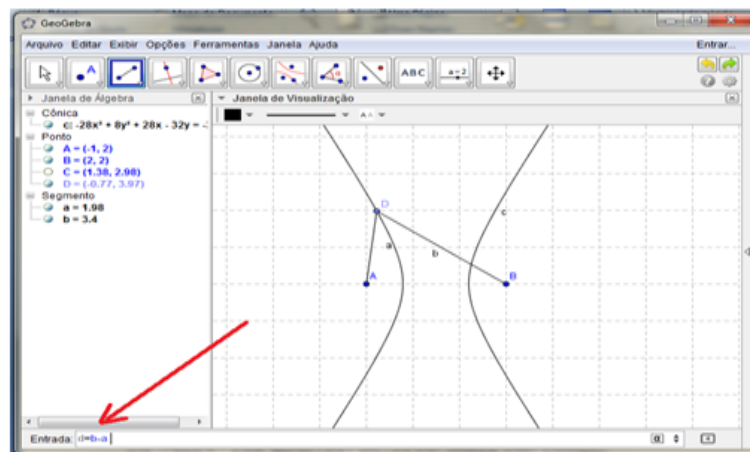 GeoGebra
Arquivo Editar Exibir Opções Ferramentas Janela Ajuda
Entrar...
A
ABC
a=2
Janela de Álgebra
Janela de Visualização
Cônica
c: -28x² + 8y² + 28x - 32y =
Ponto
A = (-1, 2)
B = (2, 2)
C = (1.38, 2.98)
D = (-0.77, 3.97)
Segmento
a = 1.98
b = 3.4
AA
D
c
a
b
A
B
Entrada: d=b-a
α